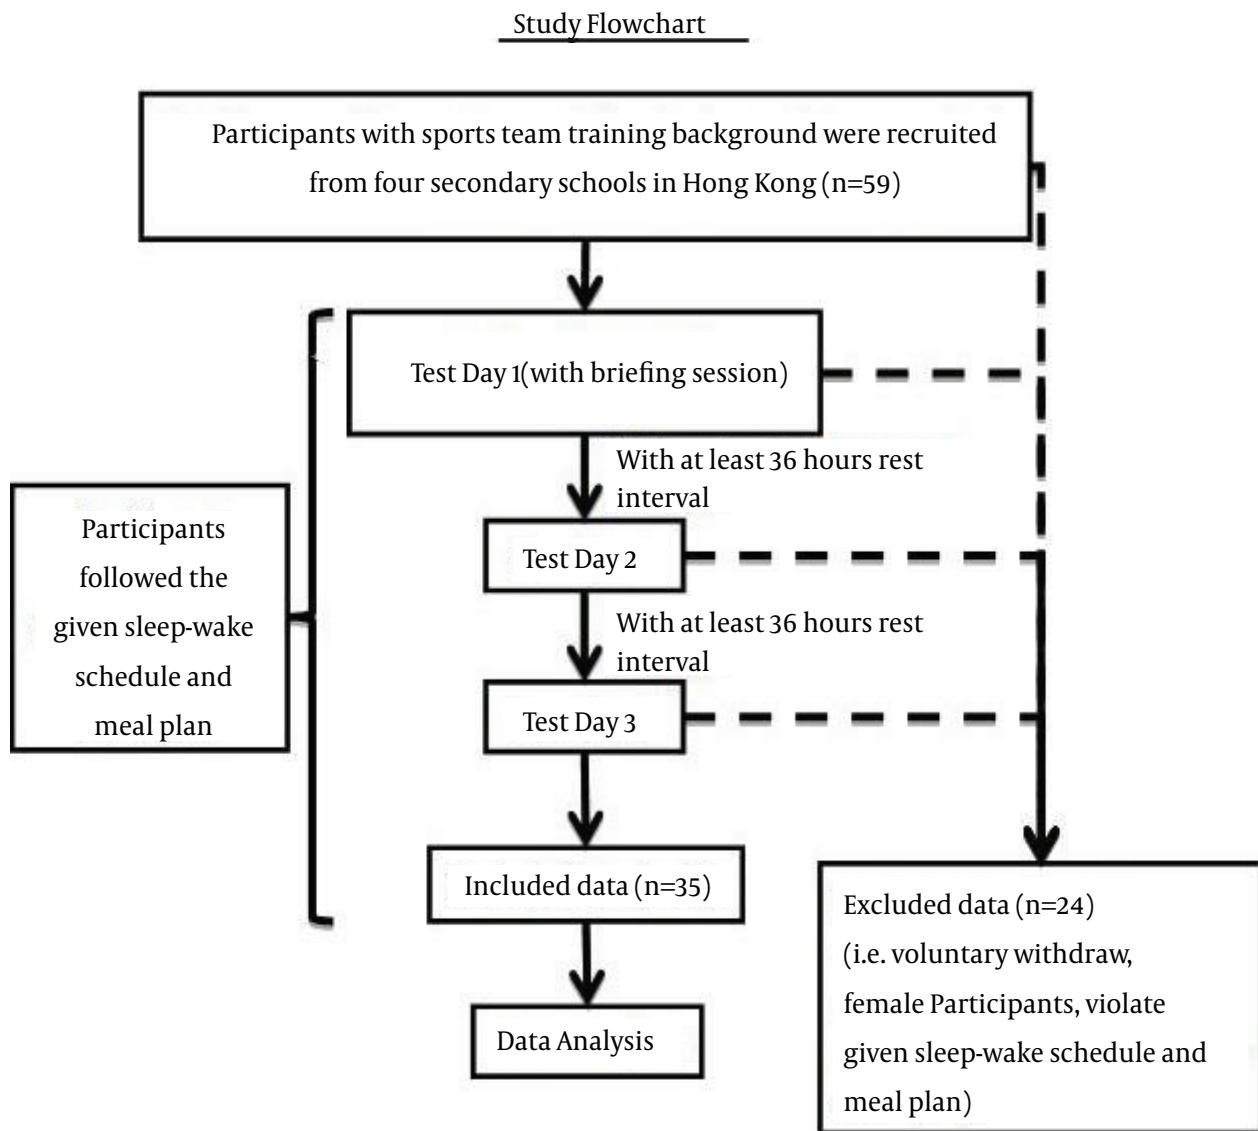 Study Flowchart
Participants with sports team training background were recruited
from four secondary schools in Hong Kong (n=59)
Test Day 1(with briefing session)
With at least 36 hours rest
interval
Participants
followed the
given sleep-wake
schedule and
meal plan
Test Day 2
With at least 36 hours rest
interval
Test Day 3
Included data (n=35)
Excluded data (n=24)
(i.e. voluntary withdraw,
female Participants, violate
given sleep-wake schedule and
meal plan)
Data Analysis